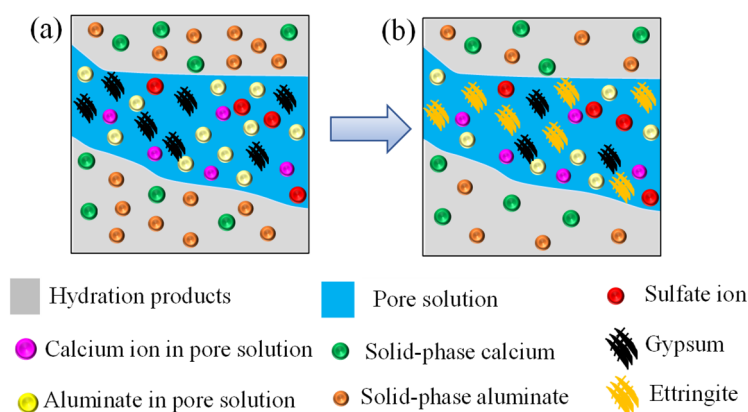 (a)
(b)
Hydration products
Pore solution
Sulfate ion
Calcium ion in pore solution
Solid-phase calcium
Gypsum
Aluminate in pore solution
Solid-phase aluminate
Ettringite